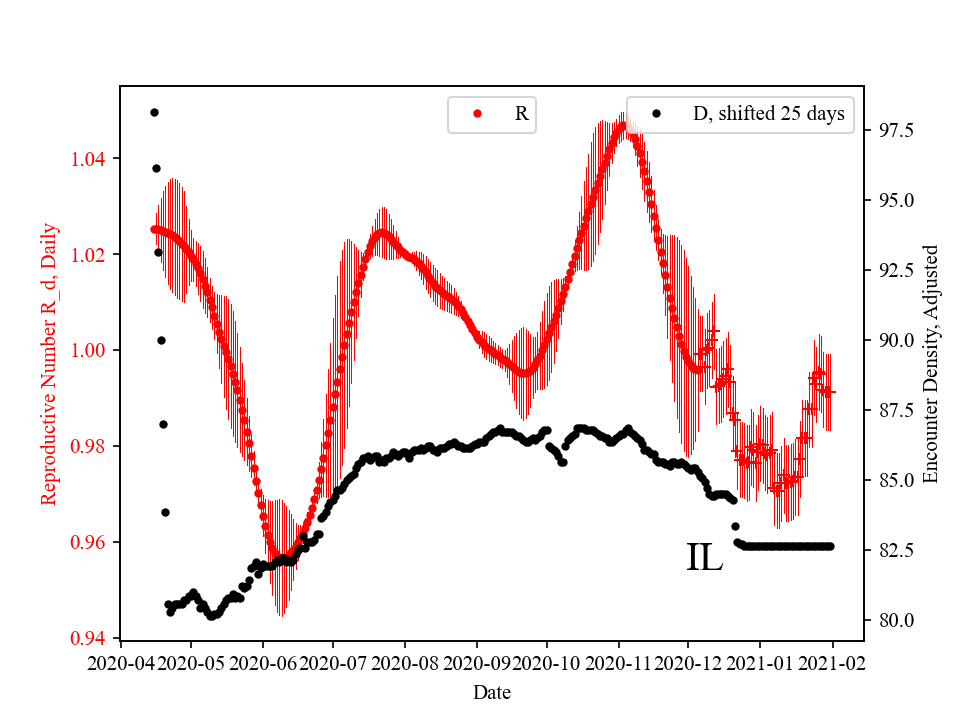 R
D, shifted 25 days
1.04
1.02
1.00
0.98
0.96
0.94
Reproductive Number R_d, Daily
97.5
95.0
92.5
90.0
87.5
85.0
82.5
80.0
Encounter Density, Adjusted
IL
2020-04 2020-05 2020-06 2020-07 2020-08 2020-09 2020-10 2020-11 2020-12 2021-01 2021-02
Date